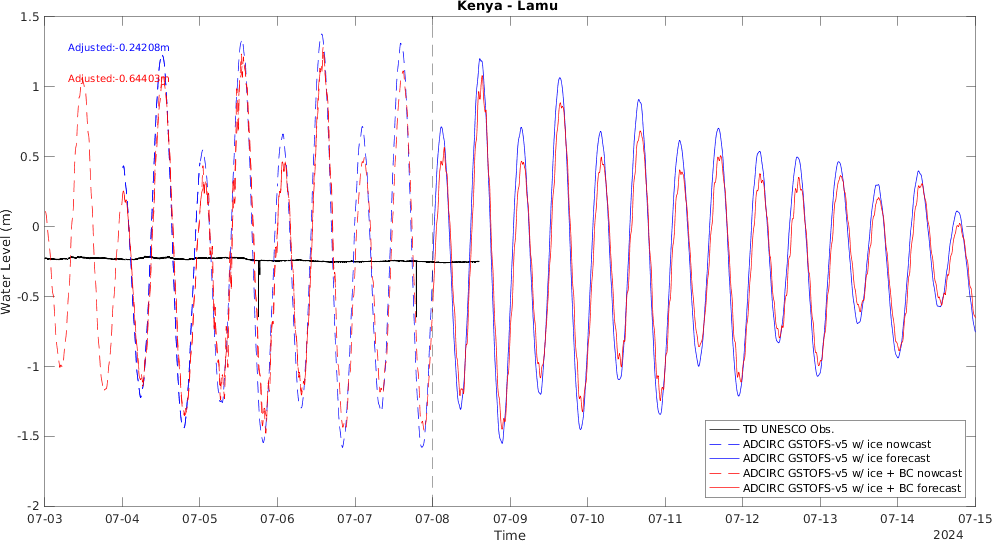 Kenya - Lamu
Adjusted:-0.24208m
Adjusted:-0.64403m
Water Level (m)
1.5
1
0.5
0
-0.5
-1
-1.5
-2
TD UNESCO Obs.
ADCIRC GSTOFS-v5 w/ ice nowcast
ADCIRC GSTOFS-v5 w/ ice forecast
ADCIRC GSTOFS-v5 w/ ice + BC nowcast
ADCIRC GSTOFS-v5 w/ ice + BC forecast
07-03 07-04 07-05 07-06 07-07 07-08 07-09 07-10 07-11 07-12 07-13 07-14 07-15
Time
2024